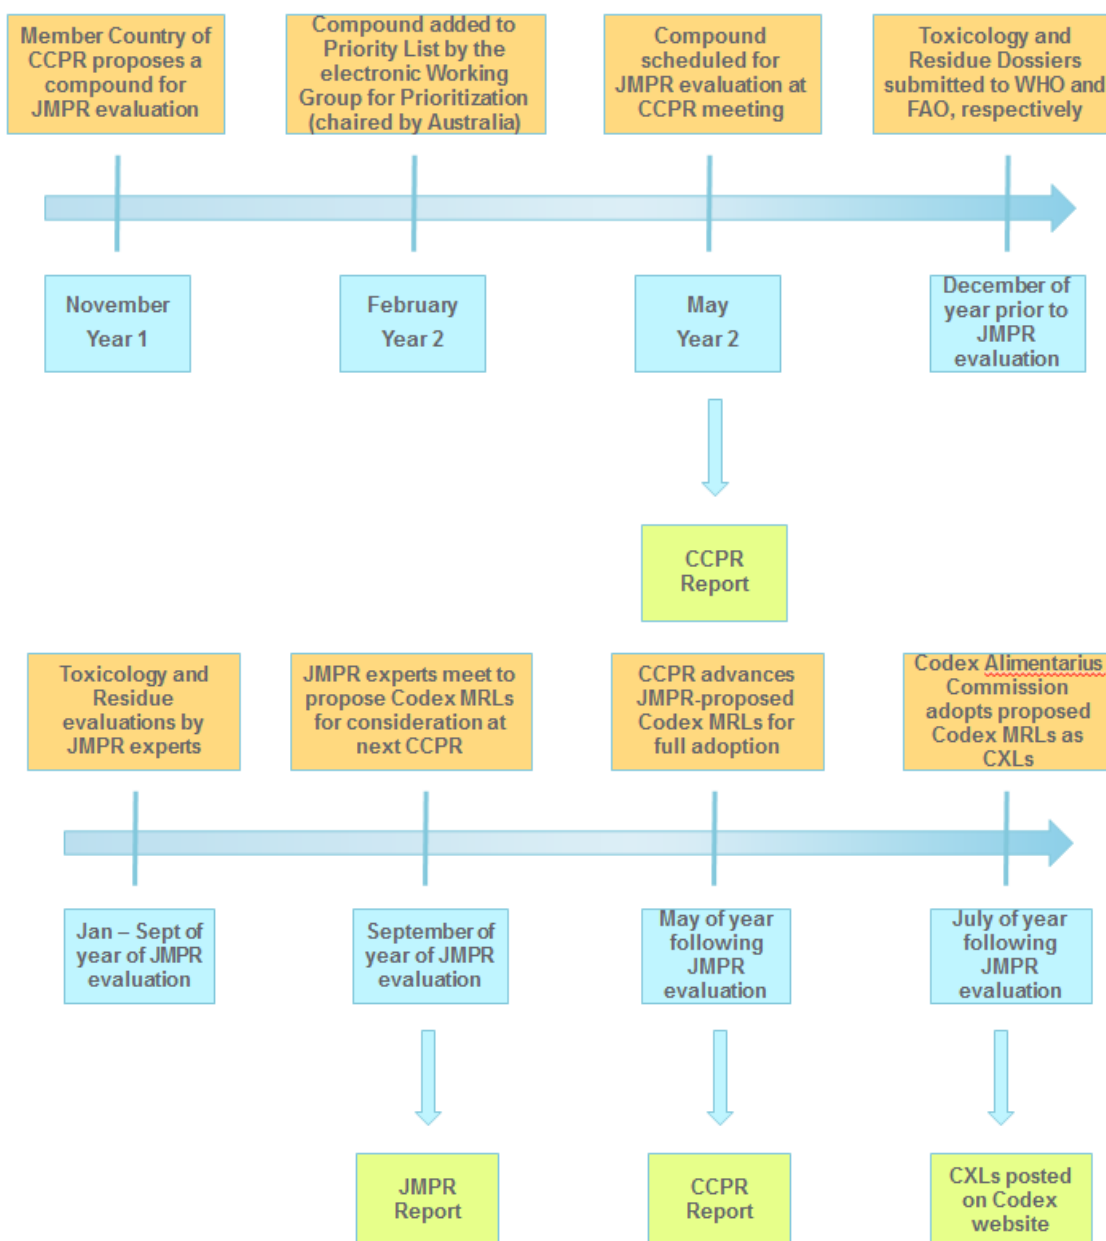 Member Country of
CCPR proposes a
compound for
JMPR evaluation
Compound added to
Priority List by the
electronic Working
Group for Prioritization
(chaired by Australia)
Compound
scheduled for
JMPR evaluation at
CCPR meeting
Toxicology and
Residue Dossiers
submitted to WHO and
FAO, respectively
November
Year 1
February
Year 2
May
Year 2
December of
year prior to
JMPR
evaluation
CCPR
Report
Toxicology and
Residue
evaluations by
JMPR experts
JMPR experts meet to
propose Codex MRLs
for consideration at
next CCPR
CCPR advances
JMPR-proposed
Codex MRLs for
full adoption
Codex Alimentarius
Commission
adopts proposed
Codex MRLs as
CXLs
Jan – Sept of
year of JMPR
evaluation
September of
year of JMPR
evaluation
May of year
following
JMPR
evaluation
July of year
following
JMPR
evaluation
JMPR
Report
CCPR
Report
CXLs posted
on Codex
website